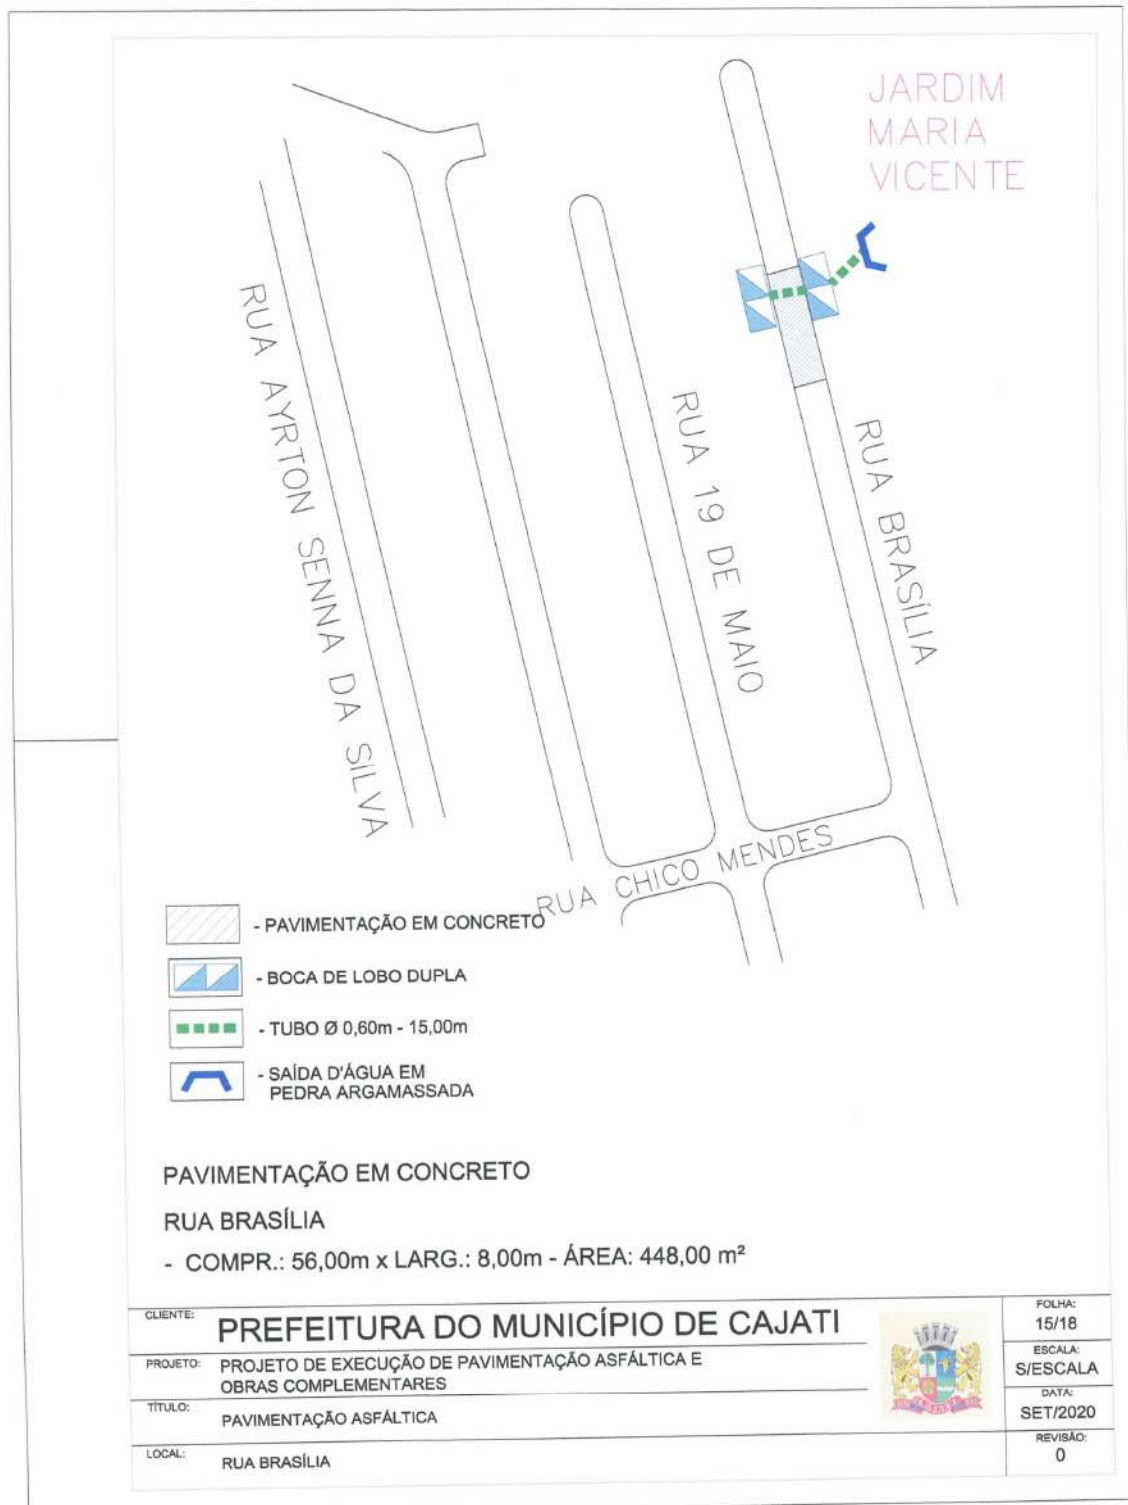 JARDIM
MARIA
VICENTE
RUA AYRTON SENNA DA SILVA
RUA 19 DE MAIO
RUA BRASÍLIA
RUA CHICO MENDES
- PAVIMENTAÇÃO EM CONCRETO
- BOCA DE LOBO DUPLA
- TUBO Ø 0,60m - 15,00m
- SAÍDA D'ÁGUA EM
PEDRA ARGAMASSADA
PAVIMENTAÇÃO EM CONCRETO
RUA BRASÍLIA
- COMPR.: 56,00m x LARG.: 8,00m - ÁREA: 448,00 m²
CLIENTE: PREFEITURA DO MUNICÍPIO DE CAJATI
PROJETO: PROJETO DE EXECUÇÃO DE PAVIMENTAÇÃO ASFÁLTICA E
OBRAS COMPLEMENTARES
TÍTULO: PAVIMENTAÇÃO ASFÁLTICA
LOCAL: RUA BRASÍLIA
FOLHA:
15/18
ESCALA:
S/ESCALA
DATA:
SET/2020
REVISÃO:
0